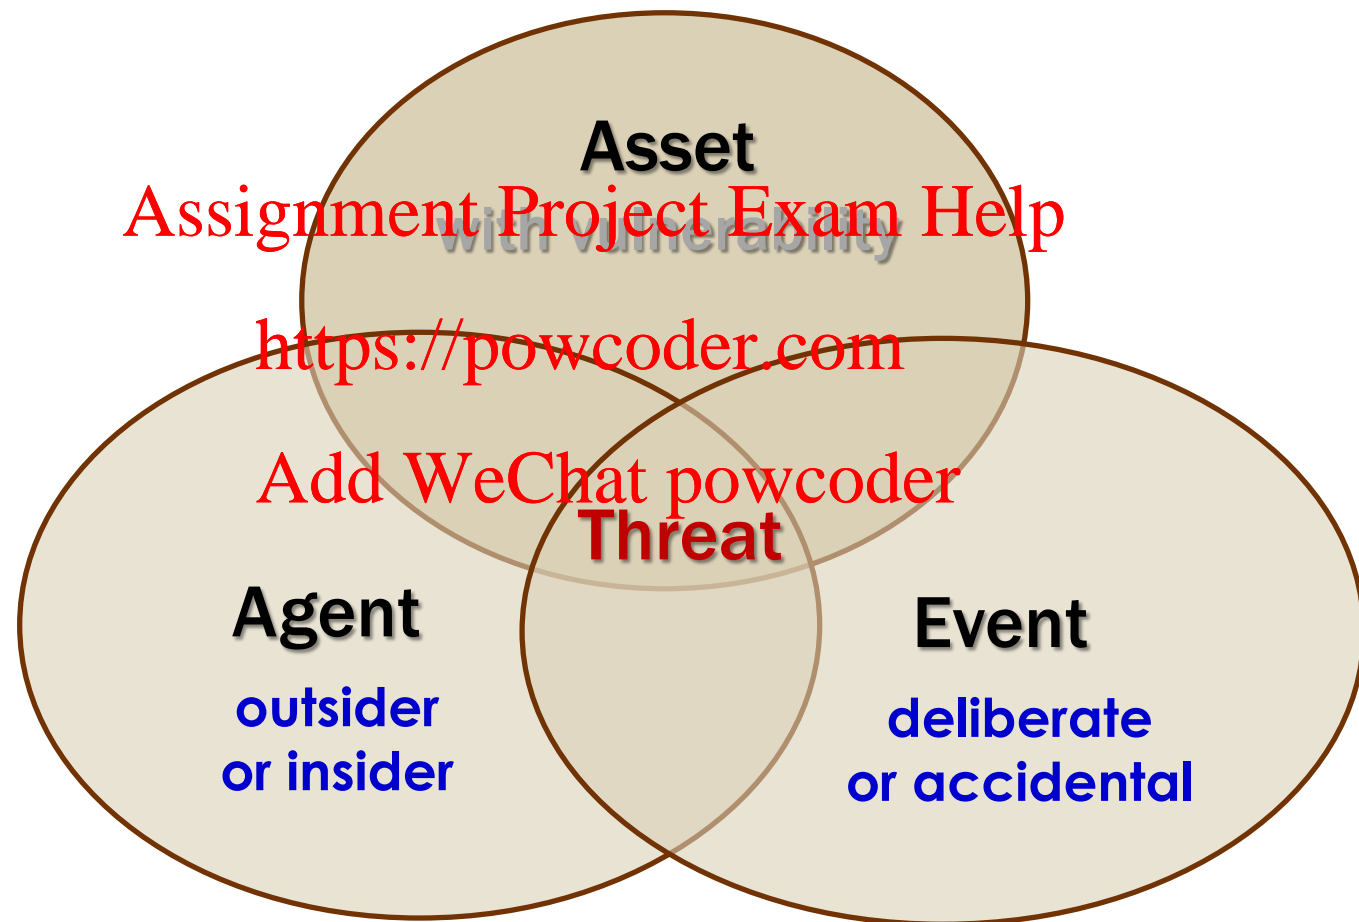 Asset
Assignment Project Exam Help
with vulnerability
https://powcoder.com
Add WeChat powcoder
Threat
Agent
outsider
or insider
Event
deliberate
or accidental